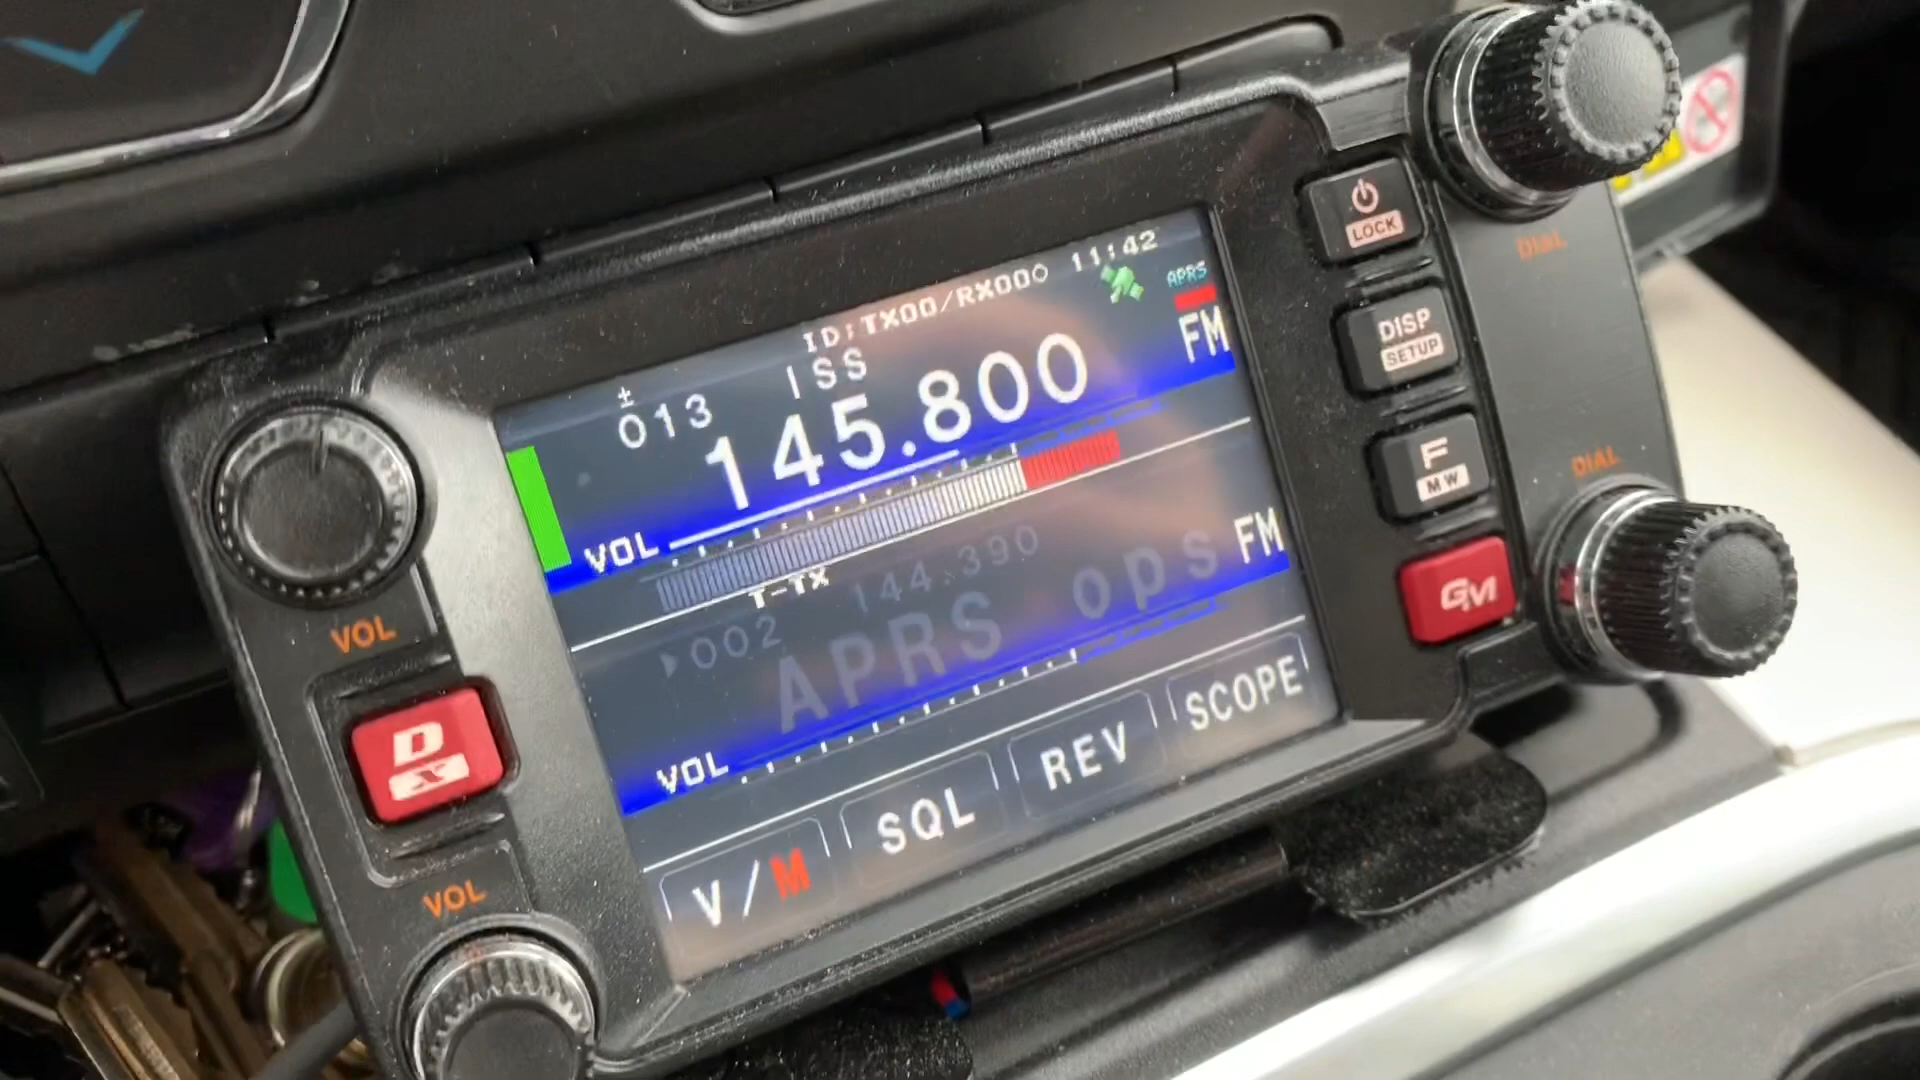 ID:TX00/RX000 11:42
APRS
± 013 ISS FM
145.800
VOL
T-TX
▶002 144.390 FM
APRS ops
VOL
V/M SQL REV SCOPE
VOL
D
X
VOL
LOCK
DISP
SETUP
F
MW
GM
DIAL
DIAL